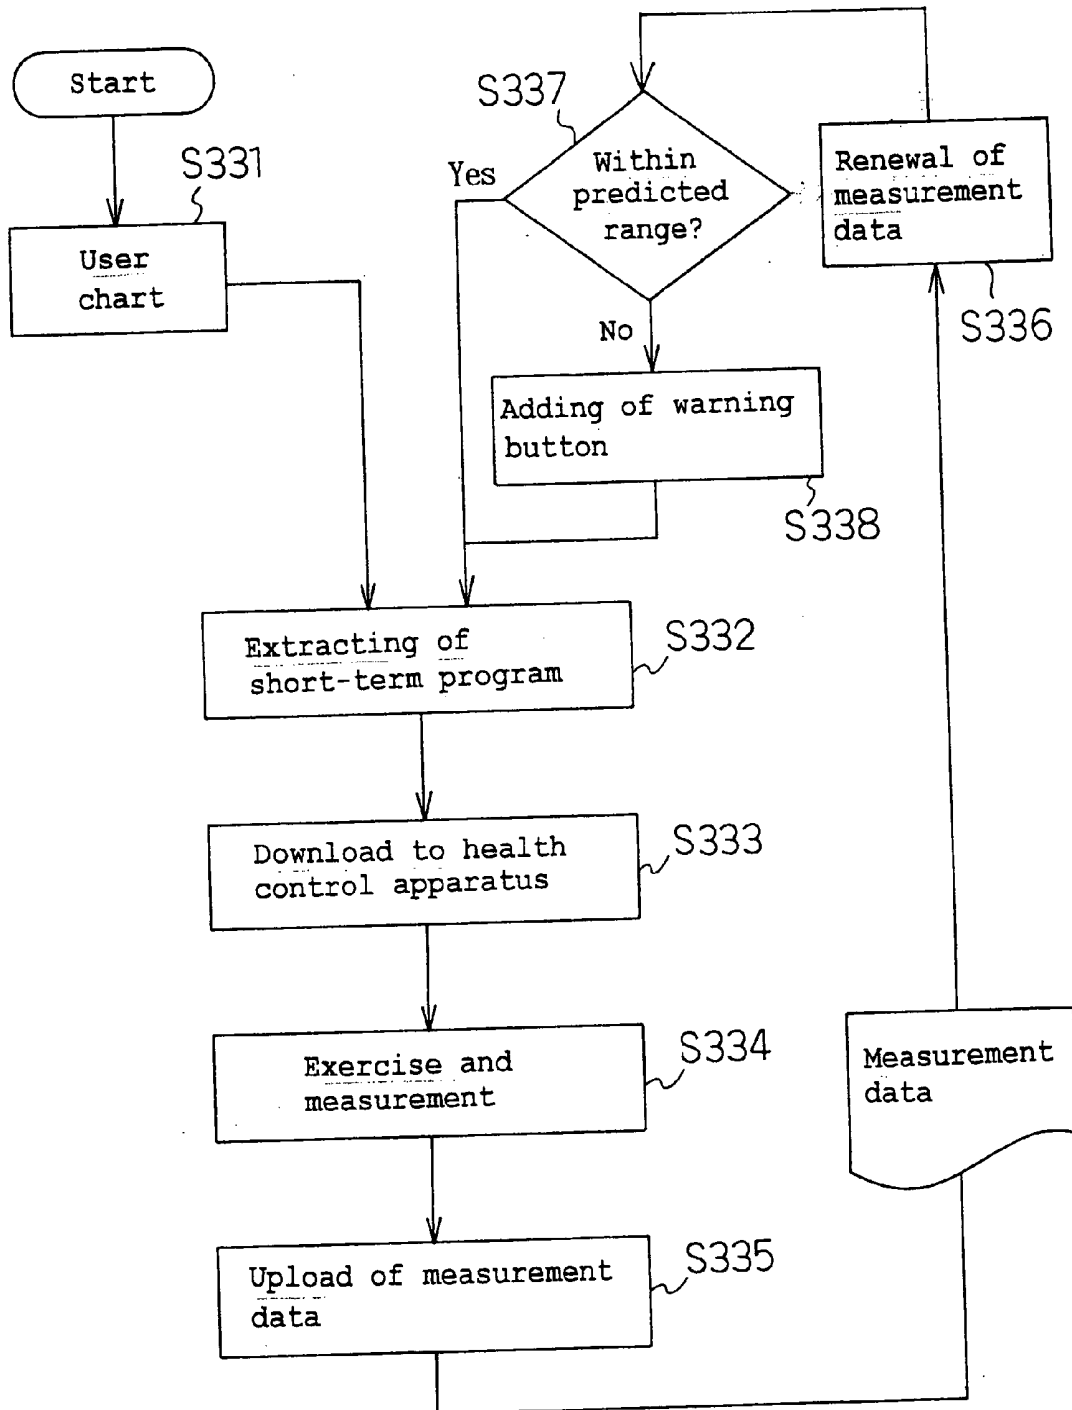 Start
S331
User
chart
S337
Yes
Within
predicted
range?
Renewal of
measurement
data
S336
No
Adding of warning
button
S338
Extracting of
short-term program
S332
Download to health
control apparatus
S333
Exercise and
measurement
S334
Measurement
data
Upload of measurement
data
S335